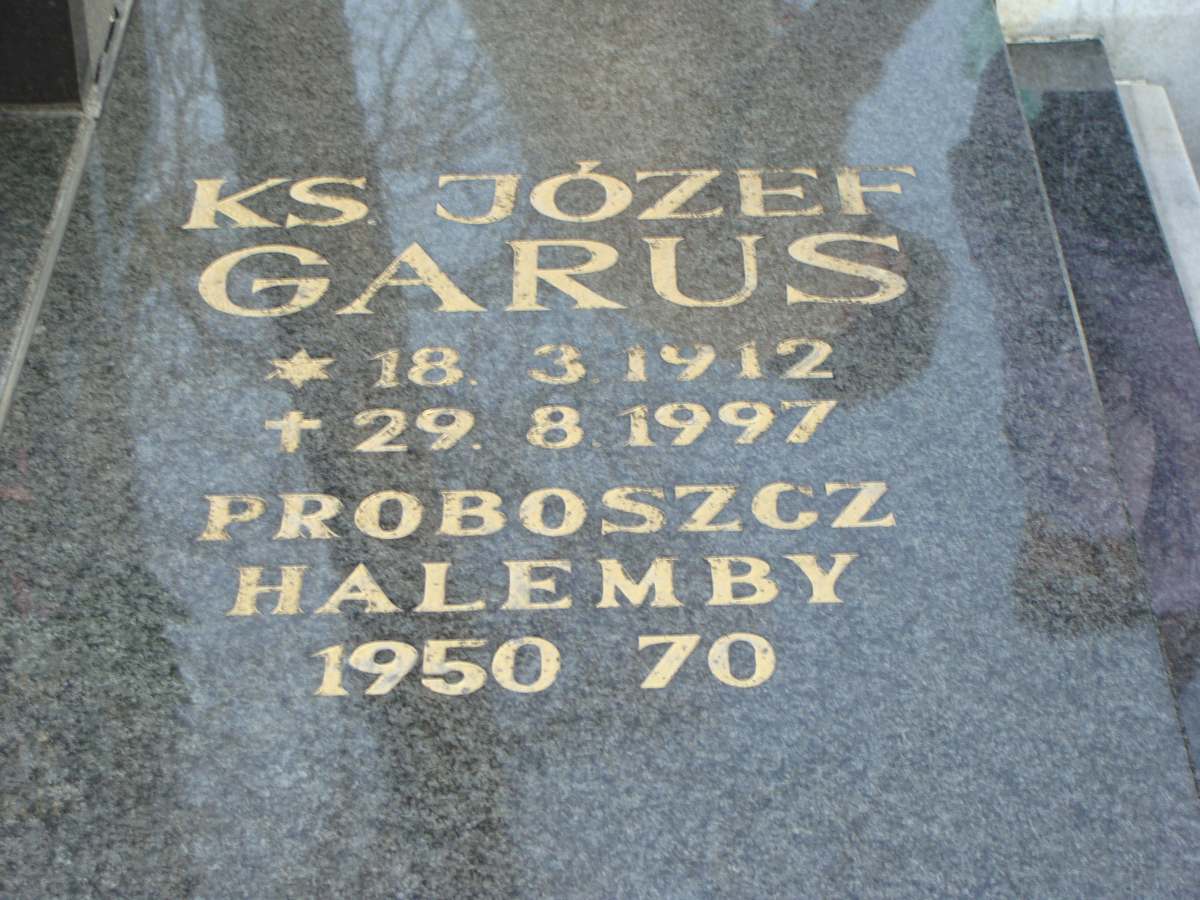 KS. JÓZEF
GARUS
* 18. 3. 1912
+ 29. 8. 1997
PROBOSZCZ
HALEMBY
1950 70